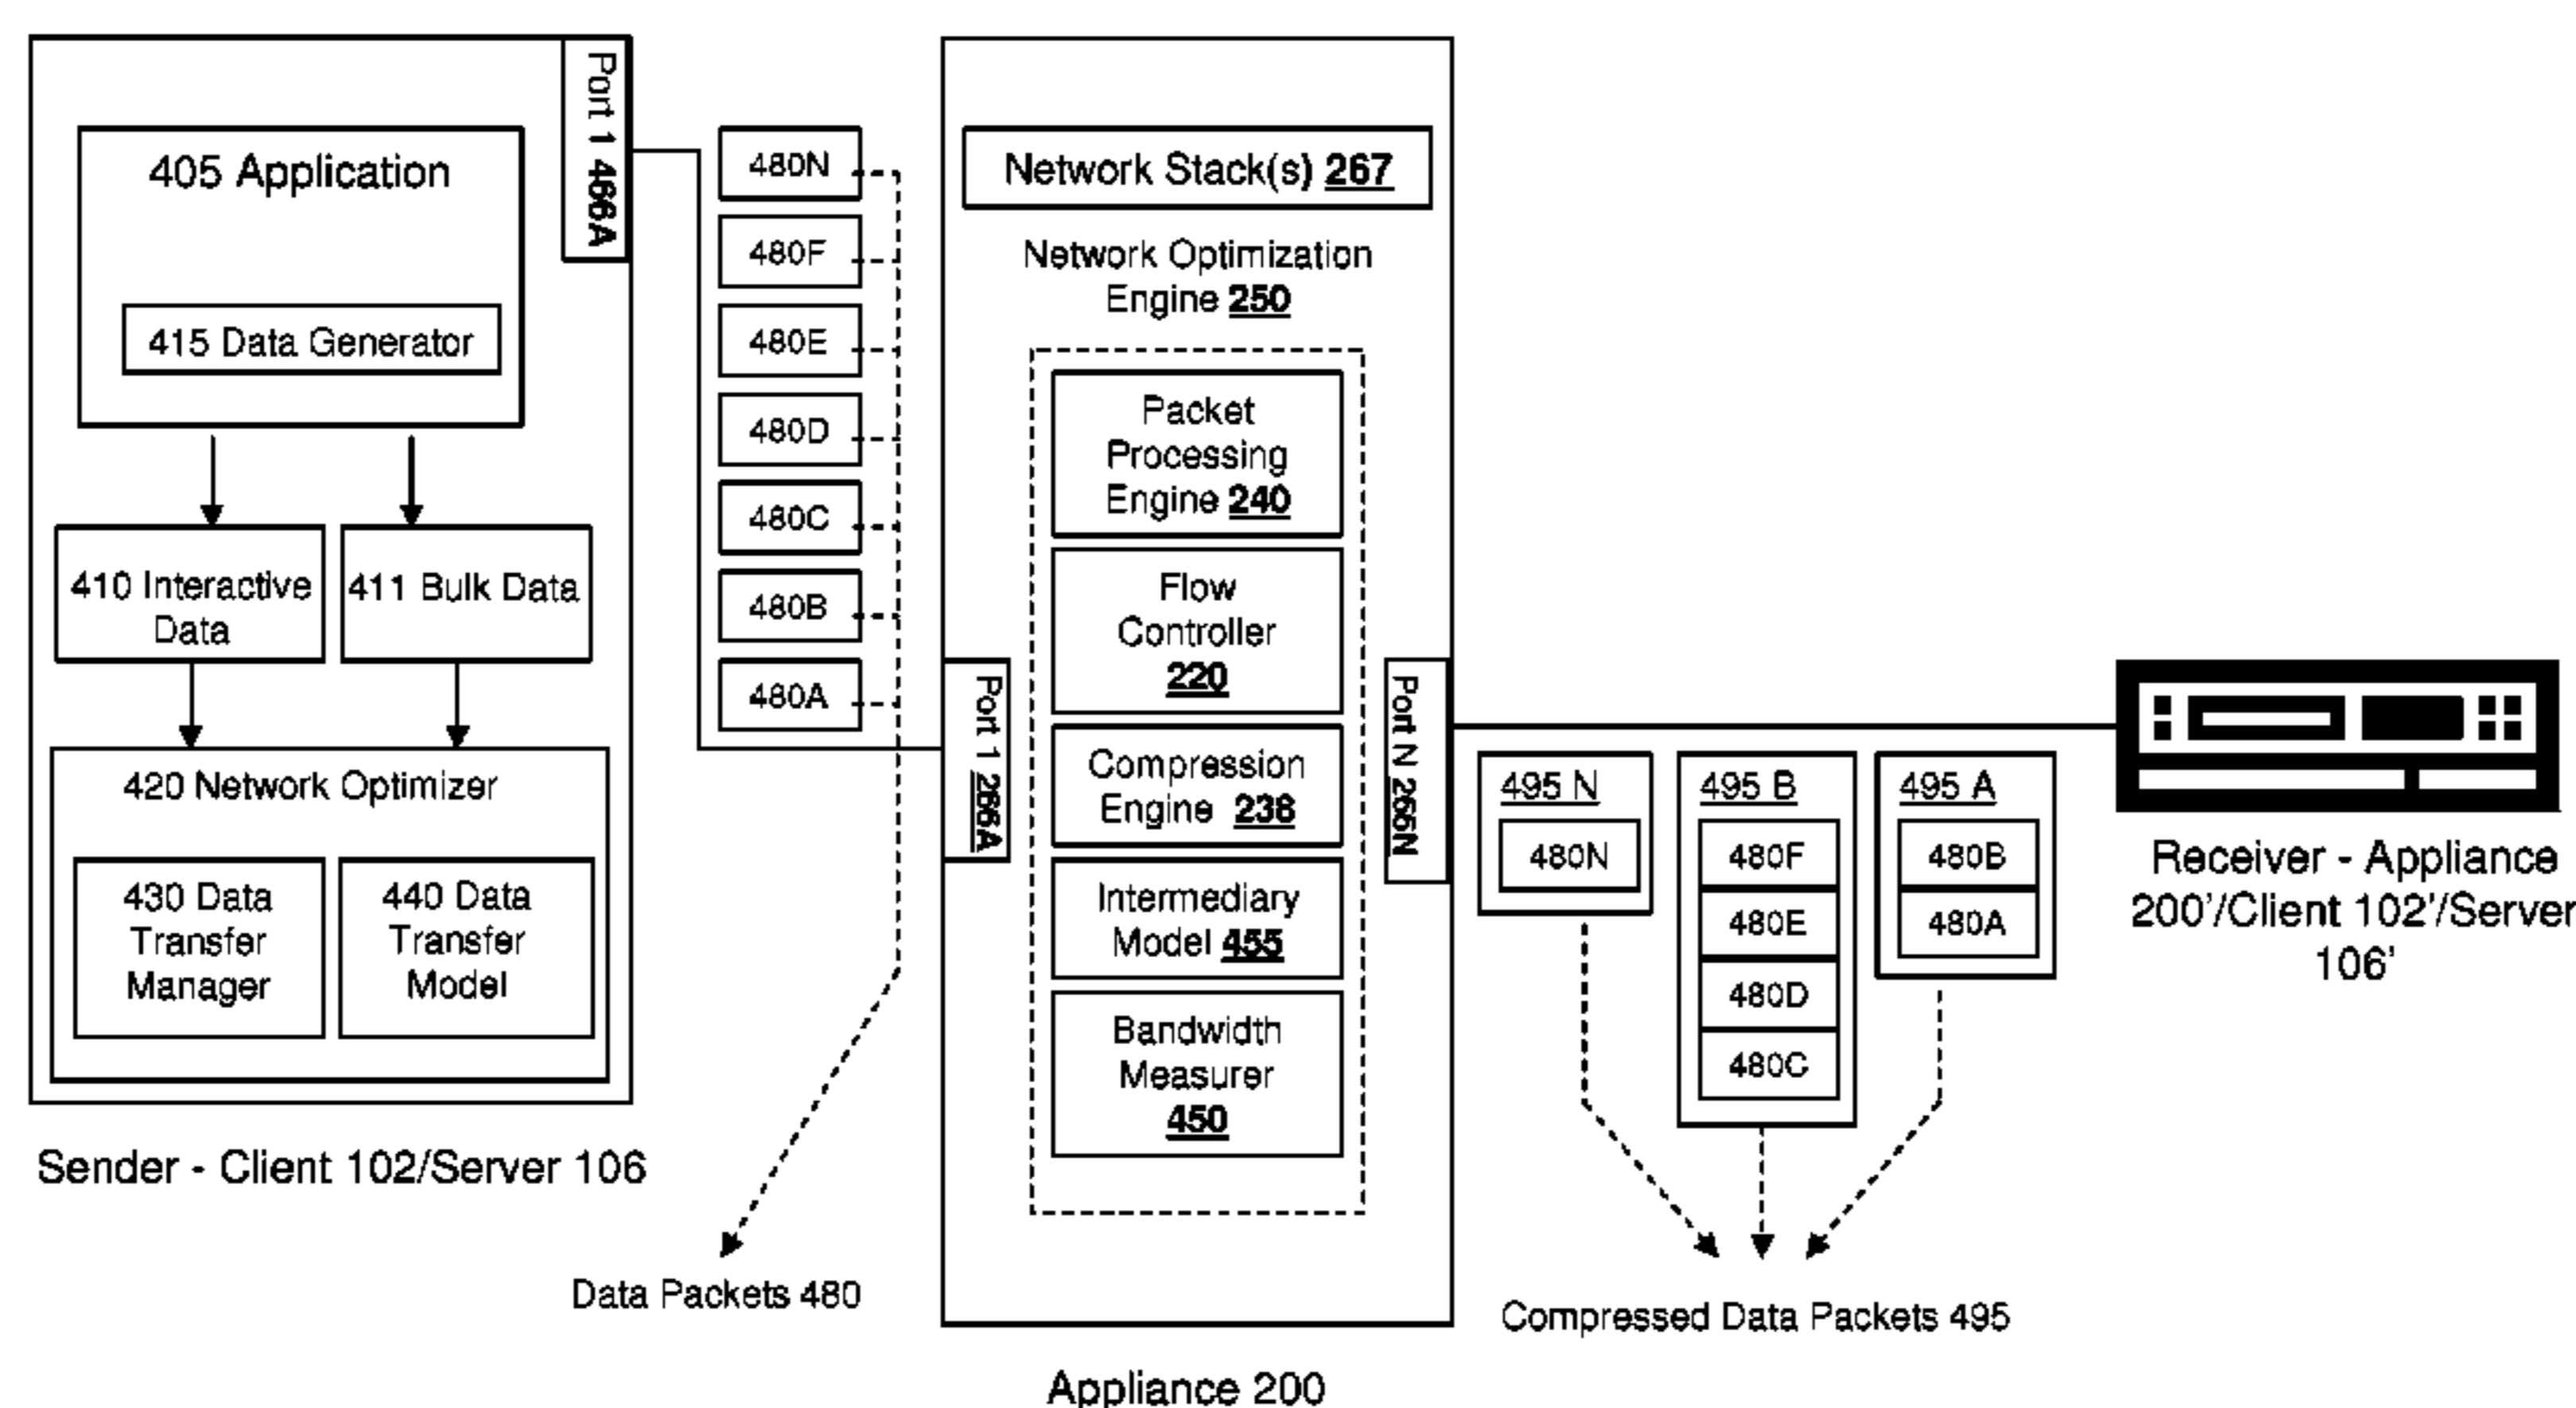 Port 1 466A
405 Application
415 Data Generator
410 Interactive
Data
411 Bulk Data
420 Network Optimizer
430 Data
Transfer
Manager
440 Data
Transfer
Model
Sender - Client 102/Server 106
480N
480F
480E
480D
480C
480B
480A
Data Packets 480
Network Stack(s) 267
Network Optimization
Engine 250
Packet
Processing
Engine 240
Flow
Controller
220
Compression
Engine 238
Intermediary
Model 455
Bandwidth
Measurer
450
Port 1 266A
Port N 266N
Appliance 200
495 N
480N
495 B
480F
480E
480D
480C
495 A
480B
480A
Compressed Data Packets 495
Receiver - Appliance
200'/Client 102'/Server
106'